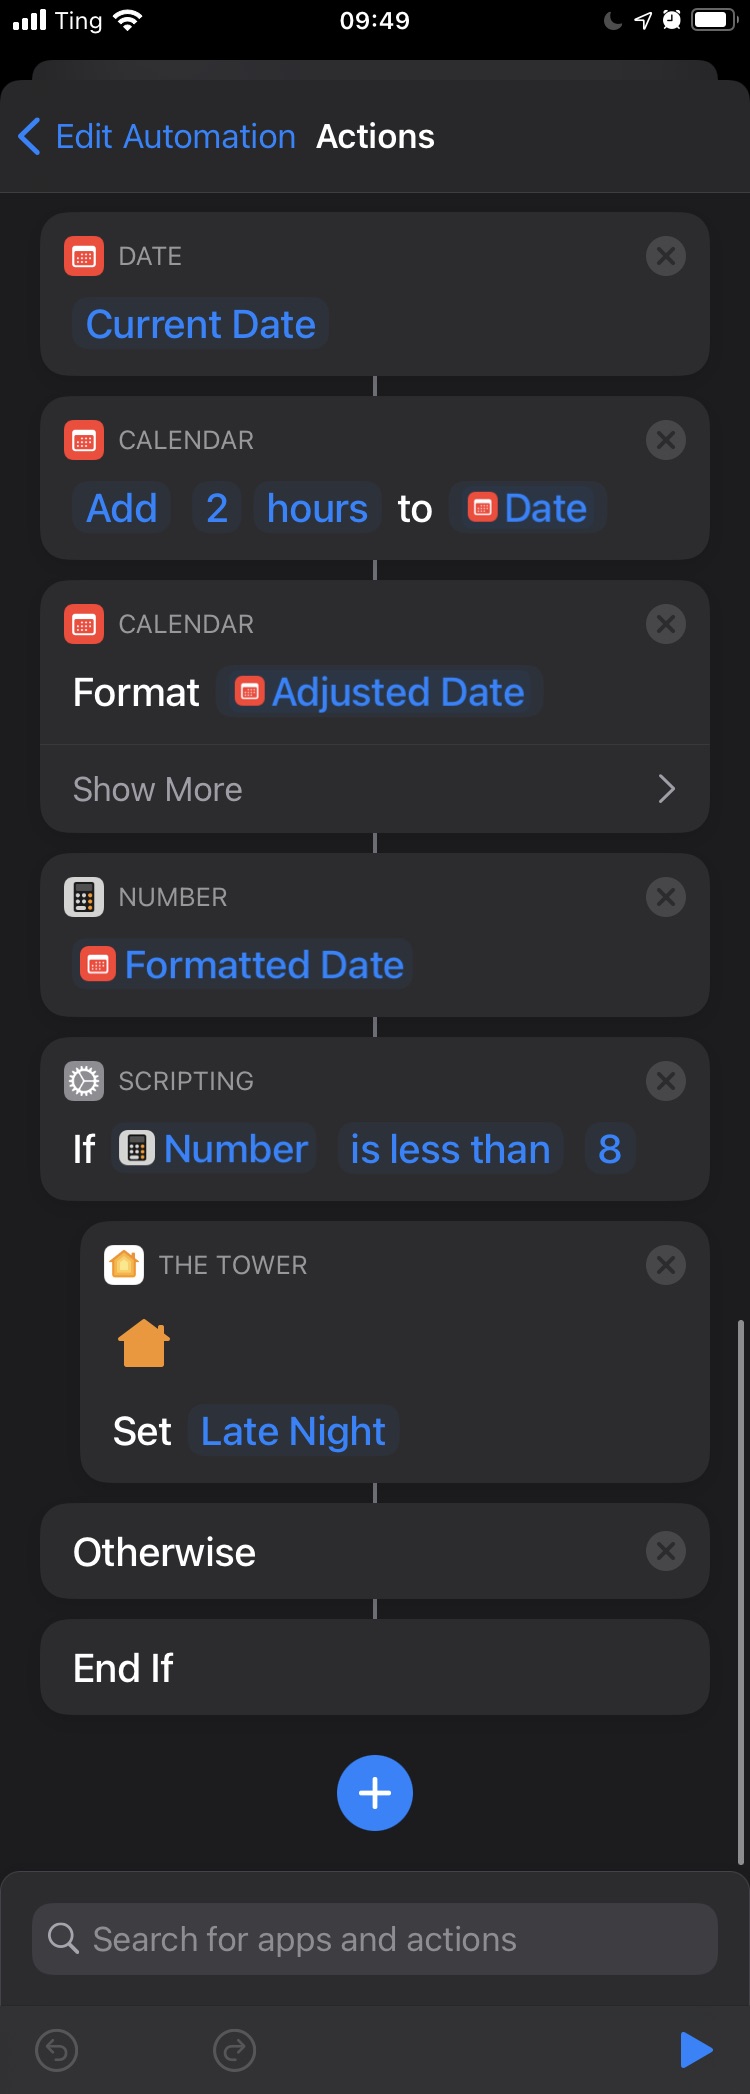 Ting 09:49
Edit Automation Actions
DATE
Current Date
CALENDAR
Add 2 hours to Date
CALENDAR
Format Adjusted Date
Show More
NUMBER
Formatted Date
SCRIPTING
If Number is less than 8
THE TOWER
Set Late Night
Otherwise
End If
Search for apps and actions